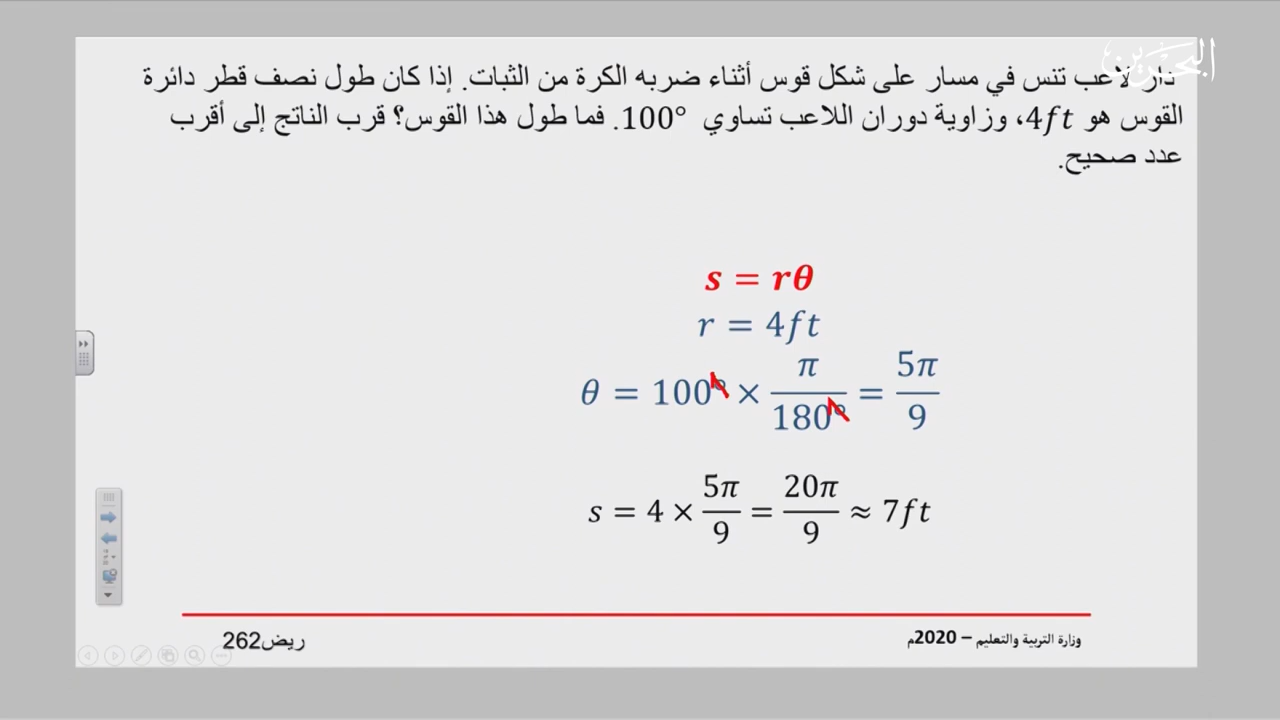 البحرين
دار لاعب تنس في مسار على شكل قوس أثناء ضربه الكرة من الثبات. إذا كان طول نصف قطر دائرة
القوس هو 4ft، وزاوية دوران اللاعب تساوي 100°. فما طول هذا القوس؟ قرب الناتج إلى أقرب
عدد صحيح.
s = rθ
r = 4ft
θ = 100° × π/180° = 5π/9
s = 4 × 5π/9 = 20π/9 ≈ 7ft
وزارة التربية والتعليم – 2020م
ريض262